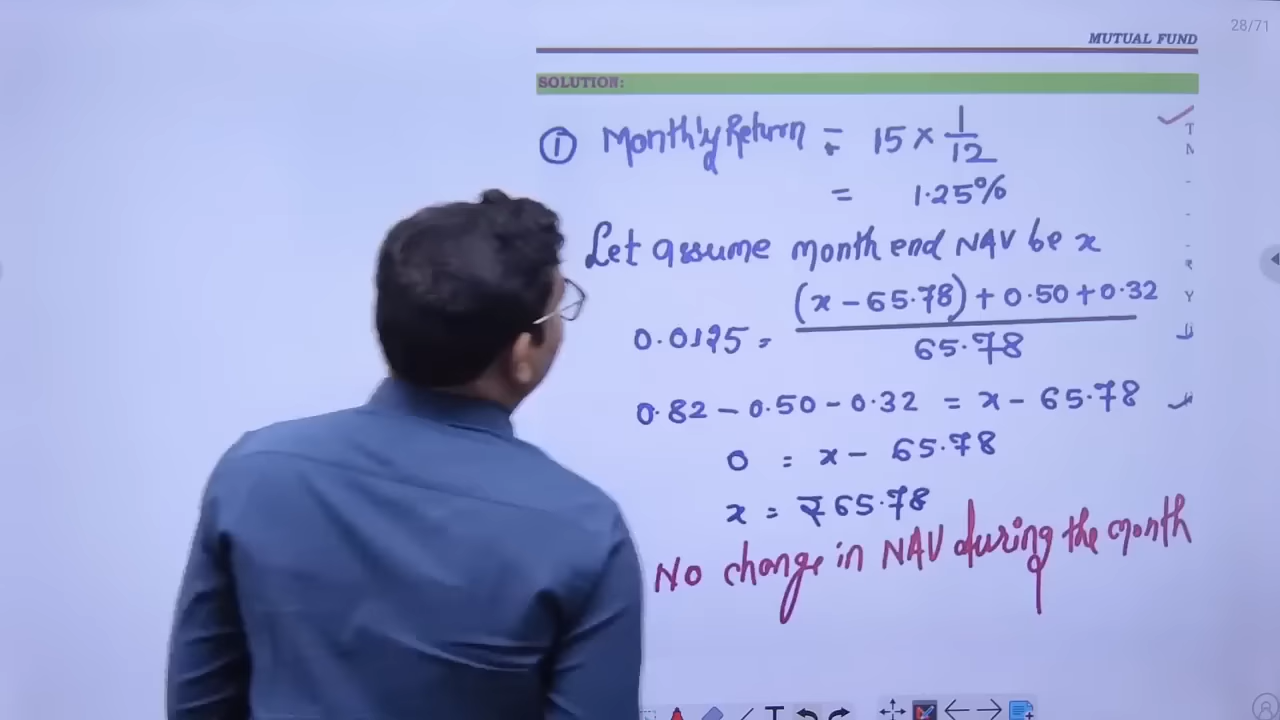 28/71
MUTUAL FUND
SOLUTION:
① Monthly Return = 15 × 1/12
= 1.25%
Let assume month end NAV be x
0.0125 = (x - 65.78) + 0.50 + 0.32 / 65.78
0.82 - 0.50 - 0.32 = x - 65.78
0 = x - 65.78
x = ₹65.78
No change in NAV during the month